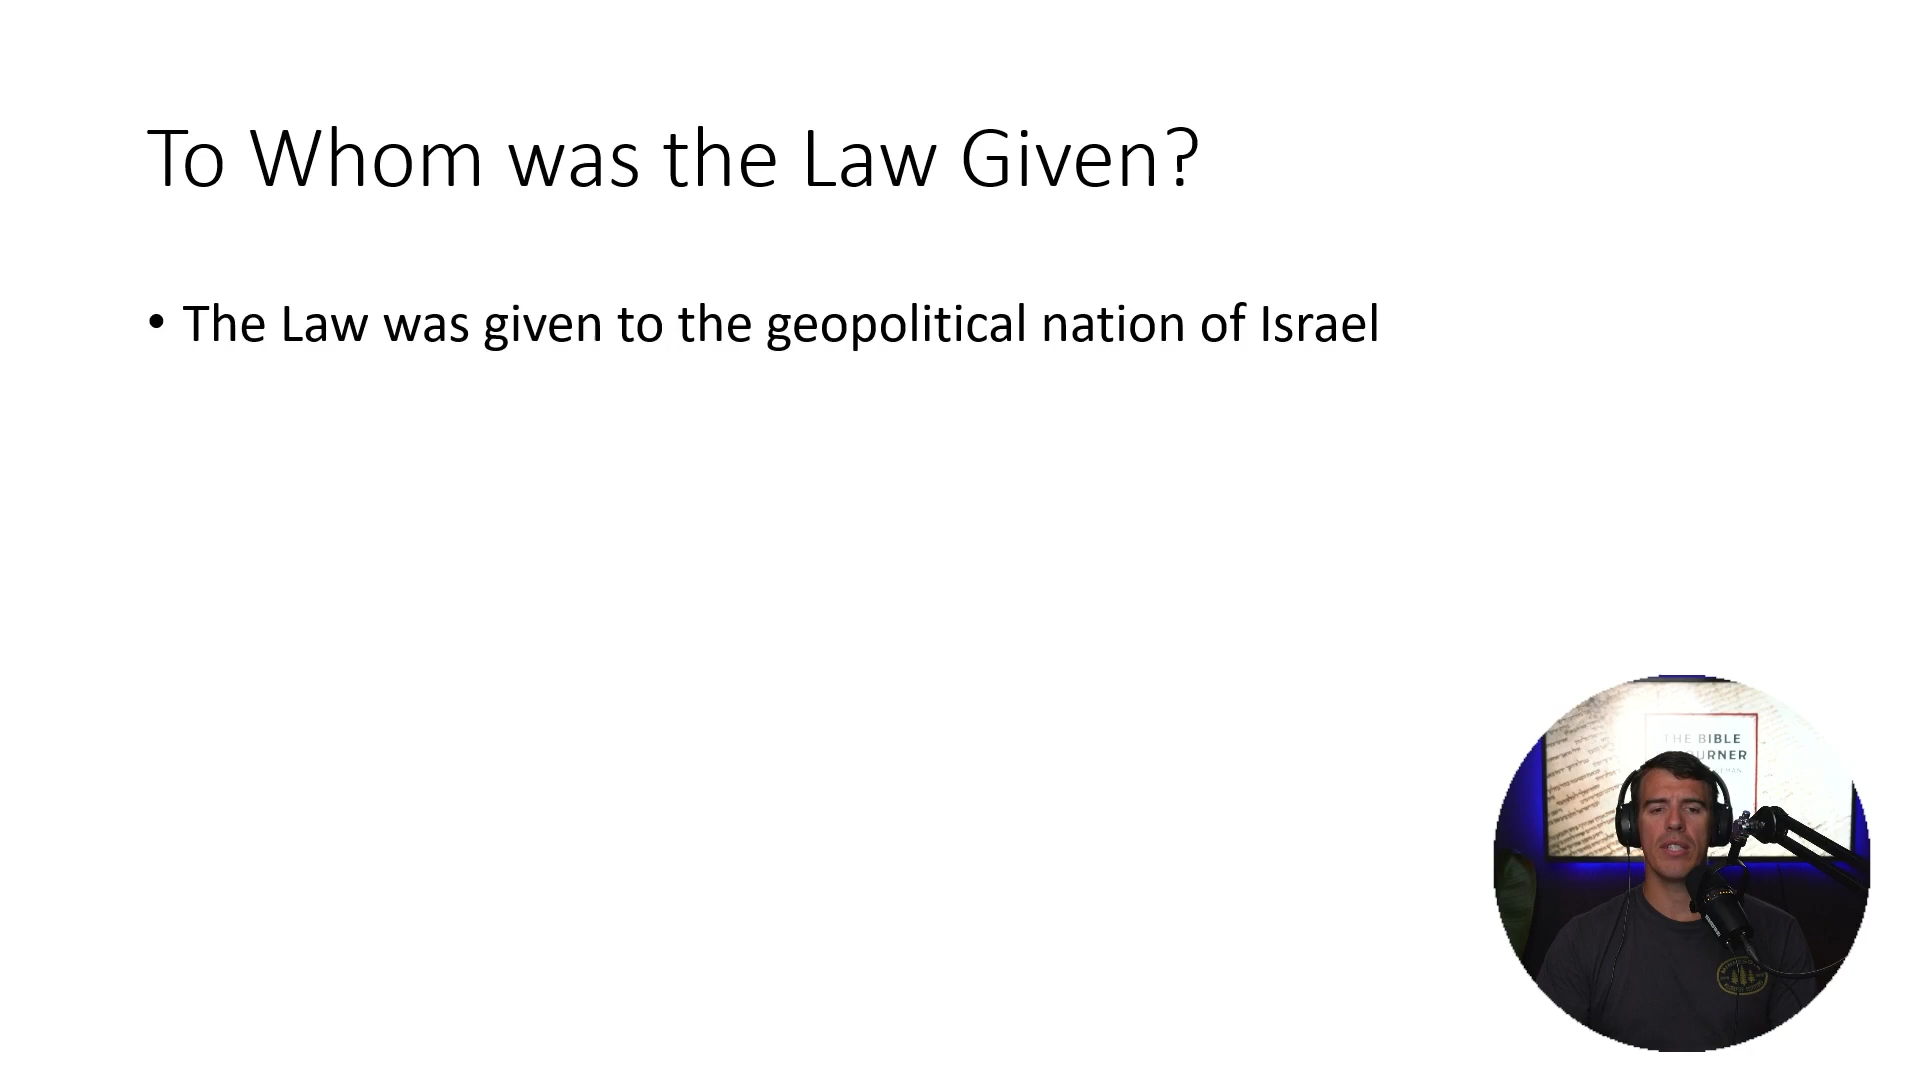 To Whom was the Law Given?
• The Law was given to the geopolitical nation of Israel
THE BIBLE
URNER